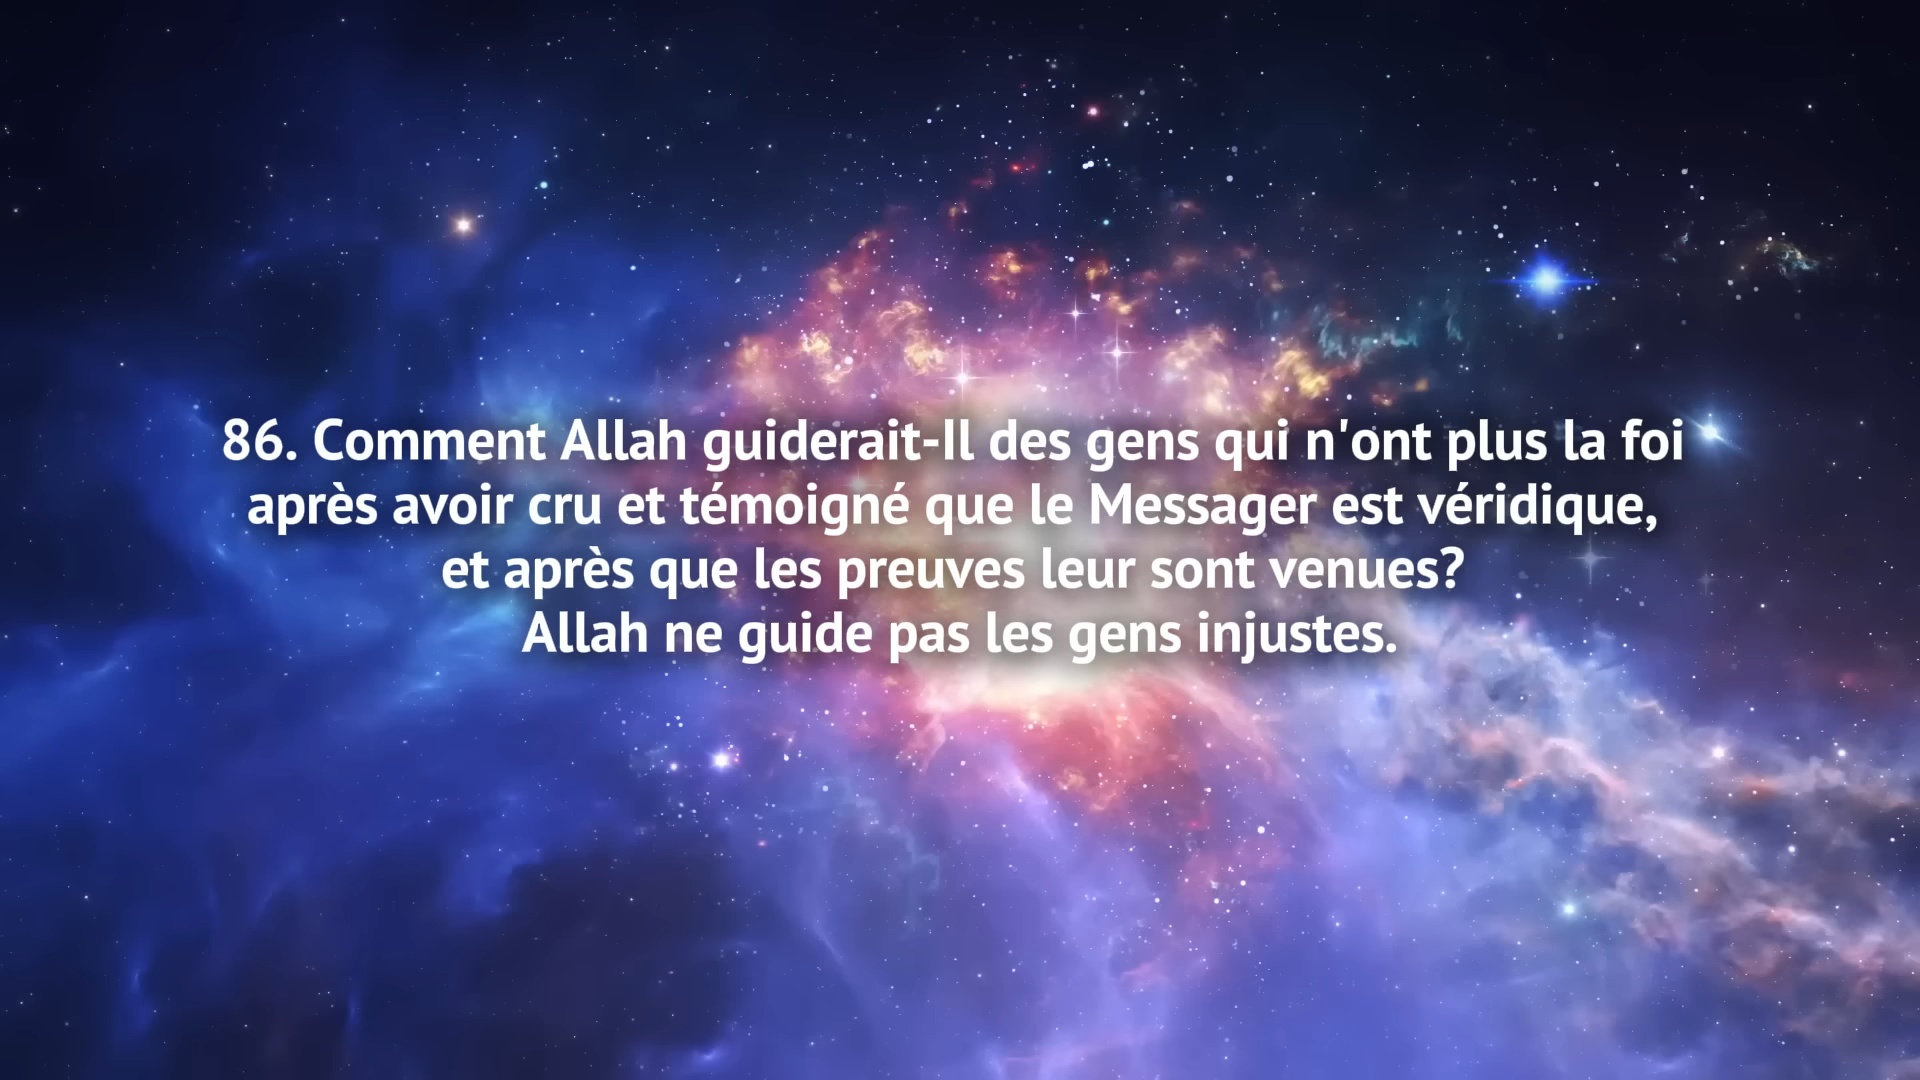 86. Comment Allah guiderait-Il des gens qui n'ont plus la foi
après avoir cru et témoigné que le Messager est véridique,
et après que les preuves leur sont venues?
Allah ne guide pas les gens injustes.